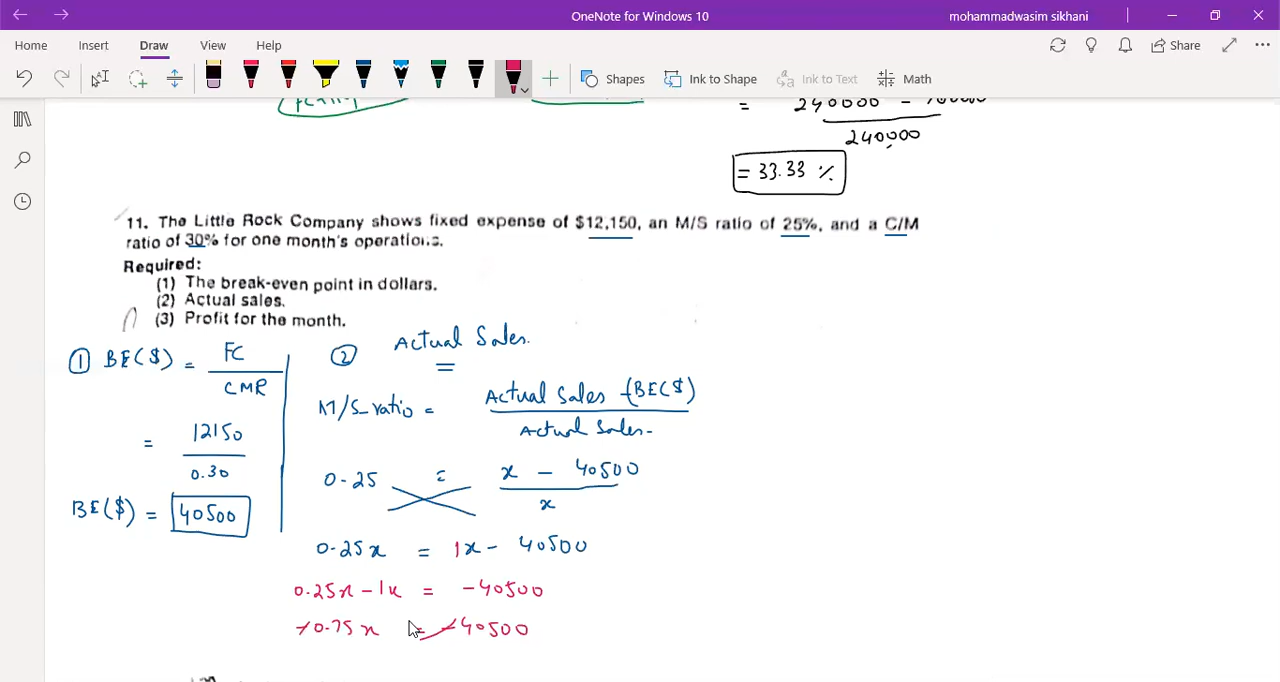 OneNote for Windows 10
mohammadwasim sikhani
Home Insert Draw View Help
Share
Shapes Ink to Shape Ink to Text Math
=
240000
= 33.33 %
11. The Little Rock Company shows fixed expense of $12,150, an M/S ratio of 25%, and a C/M
ratio of 30% for one month's operations.
Required:
(1) The break-even point in dollars.
(2) Actual sales.
(3) Profit for the month.
① BE($) = FC
CMR
= 12150
0.30
BE($) = 40500
② Actual Sales.
=
M/S ratio = Actual Sales - BE($)
Actual Sales
0.25 = x - 40500
x
0.25x = 1x - 40500
0.25x - 1x = -40500
-0.75x = -40500